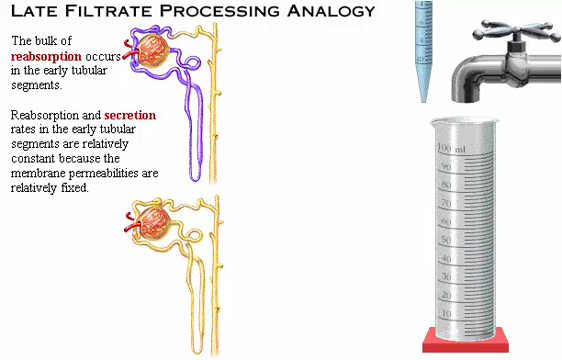 LATE FILTRATE PROCESSING ANALOGY
The bulk of
reabsorption occurs
in the early tubular
segments.
Reabsorption and secretion
rates in the early tubular
segments are relatively
constant because the
membrane permeabilities are
relatively fixed.
100 ml
90
80
70
60
50
40
30
20
10